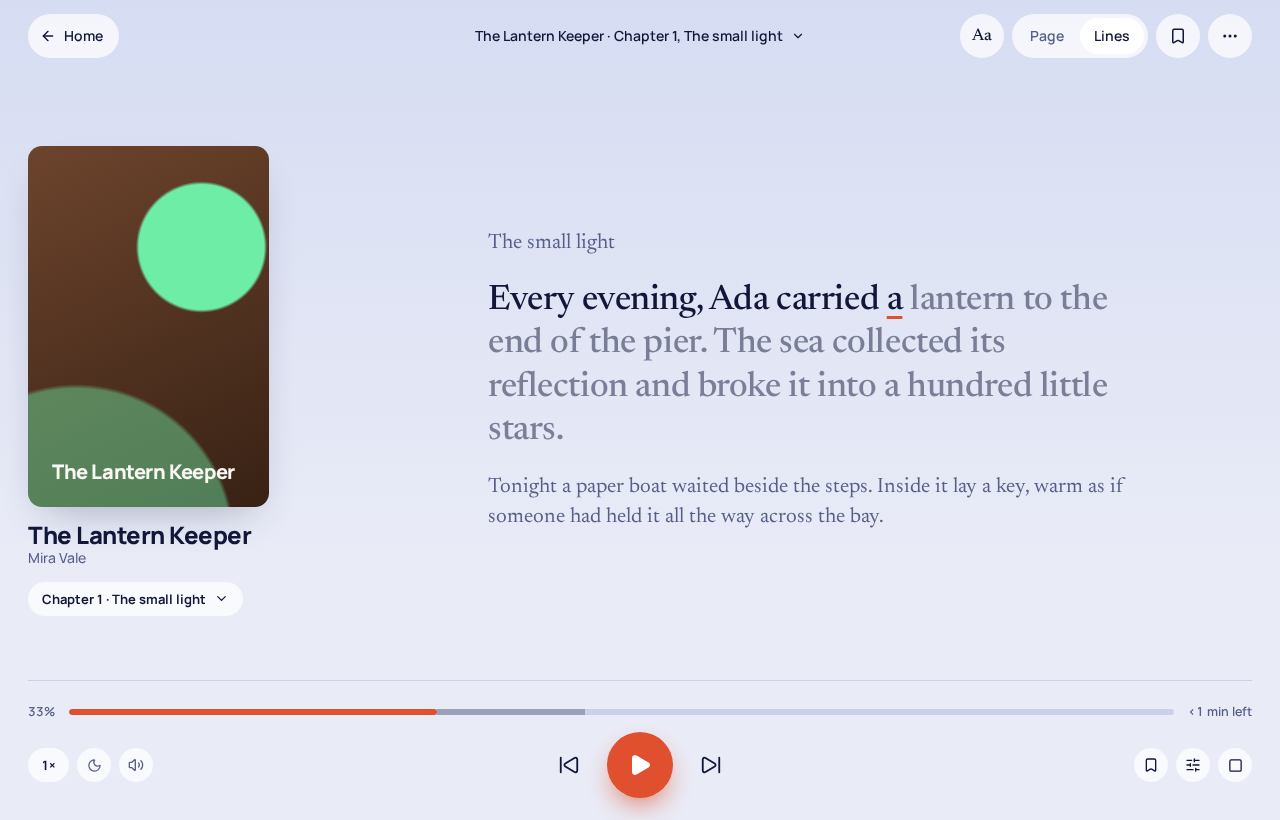 Home
The Lantern Keeper · Chapter 1, The small light
Aa
Page
Lines
The Lantern Keeper
The Lantern Keeper
Mira Vale
Chapter 1 · The small light
The small light
Every evening, Ada carried a lantern to the
end of the pier. The sea collected its
reflection and broke it into a hundred little
stars.
Tonight a paper boat waited beside the steps. Inside it lay a key, warm as if
someone had held it all the way across the bay.
33%
<1 min left
1×